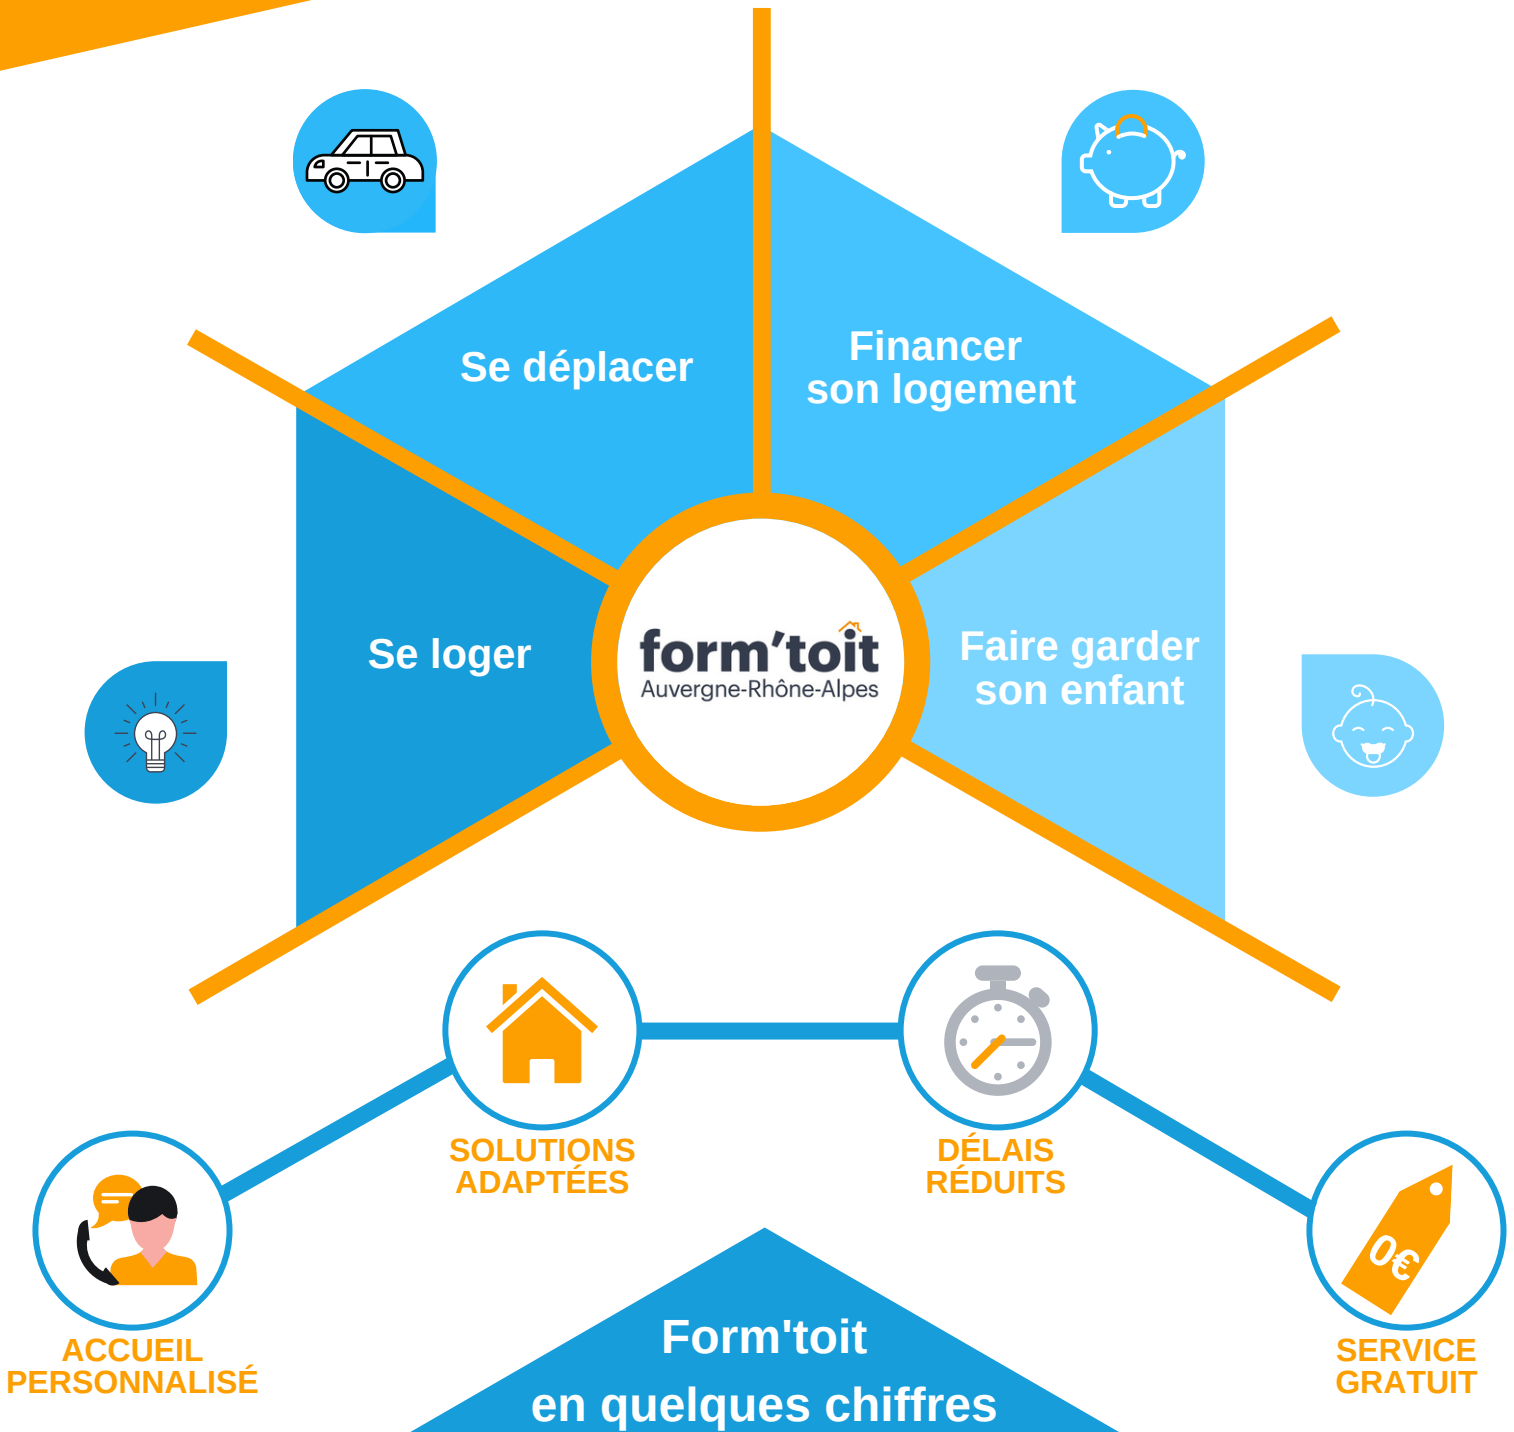 Se déplacer
Financer
son logement
Se loger
form'toit
Auvergne-Rhône-Alpes
Faire garder
son enfant
SOLUTIONS
ADAPTÉES
DÉLAIS
RÉDUITS
0€
ACCUEIL
PERSONNALISÉ
SERVICE
GRATUIT
Form'toit
en quelques chiffres